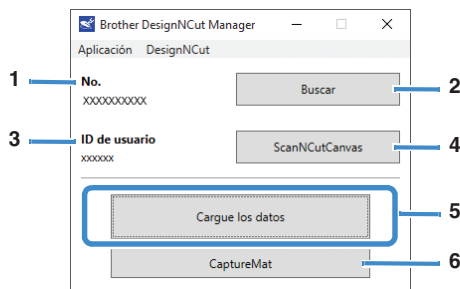 Brother DesignNCut Manager
Aplicación DesignNCut
1 No. Buscar 2
XXXXXXXXXX
3 ID de usuario ScanNCutCanvas 4
xxxxxx
Cargue los datos 5
CaptureMat 6